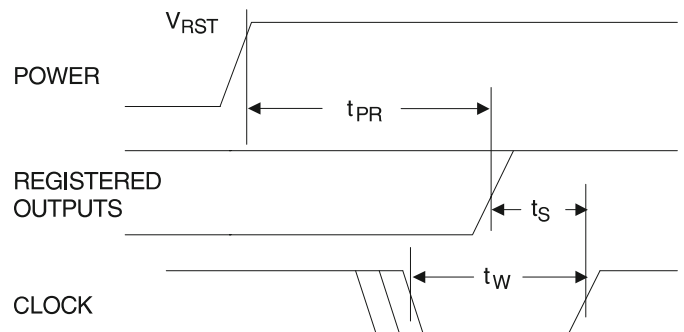 VRST
POWER
tPR
REGISTERED
OUTPUTS
tS
tW
CLOCK